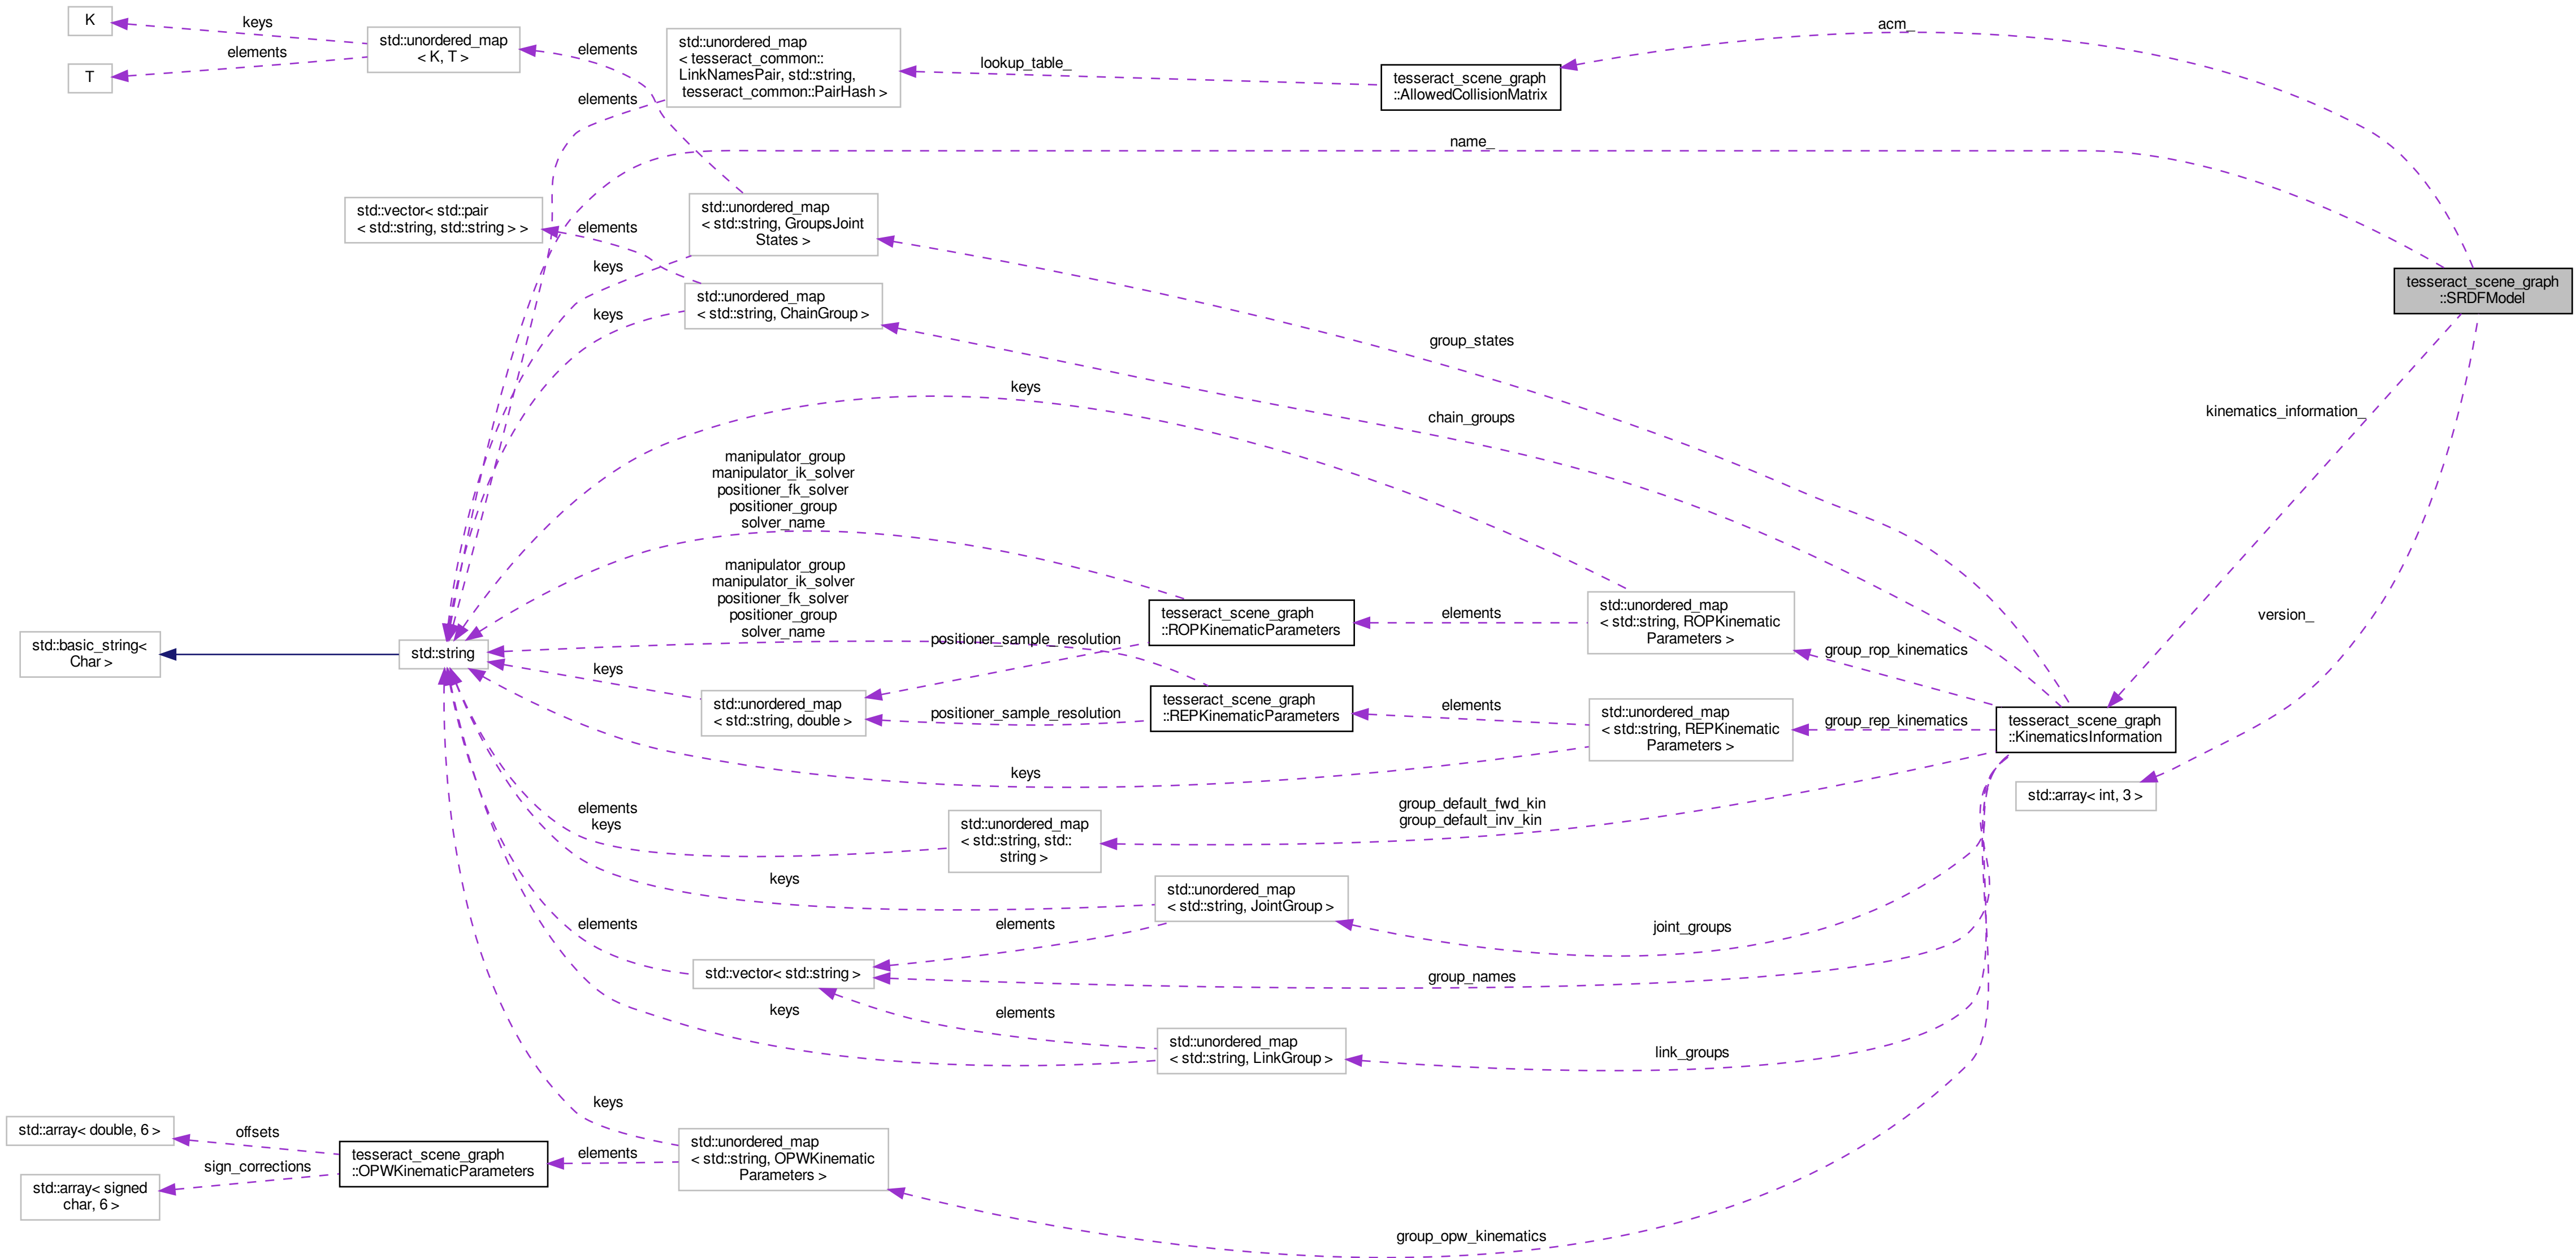 K
keys
T
elements
std::unordered_map
< K, T >
elements
std::unordered_map
< tesseract_common::
LinkNamesPair, std::string,
tesseract_common::PairHash >
elements
lookup_table_
tesseract_scene_graph
::AllowedCollisionMatrix
acm_
name_
std::vector< std::pair
< std::string, std::string > >
elements
std::unordered_map
< std::string, GroupsJoint
States >
keys
std::unordered_map
< std::string, ChainGroup >
keys
tesseract_scene_graph
::SRDFModel
group_states
chain_groups
keys
kinematics_information_
manipulator_group
manipulator_ik_solver
positioner_fk_solver
positioner_group
solver_name
manipulator_group
manipulator_ik_solver
positioner_fk_solver
positioner_group
solver_name
std::basic_string<
Char >
std::string
positioner_sample_resolution
tesseract_scene_graph
::ROPKinematicParameters
elements
std::unordered_map
< std::string, ROPKinematic
Parameters >
group_rop_kinematics
version_
keys
std::unordered_map
< std::string, double >
positioner_sample_resolution
tesseract_scene_graph
::REPKinematicParameters
elements
std::unordered_map
< std::string, REPKinematic
Parameters >
group_rep_kinematics
tesseract_scene_graph
::KinematicsInformation
keys
std::array< int, 3 >
elements
keys
std::unordered_map
< std::string, std::
string >
group_default_fwd_kin
group_default_inv_kin
keys
std::unordered_map
< std::string, JointGroup >
joint_groups
elements
elements
std::vector< std::string >
group_names
keys
elements
std::unordered_map
< std::string, LinkGroup >
link_groups
keys
std::array< double, 6 >
offsets
sign_corrections
std::array< signed
char, 6 >
tesseract_scene_graph
::OPWKinematicParameters
elements
std::unordered_map
< std::string, OPWKinematic
Parameters >
group_opw_kinematics